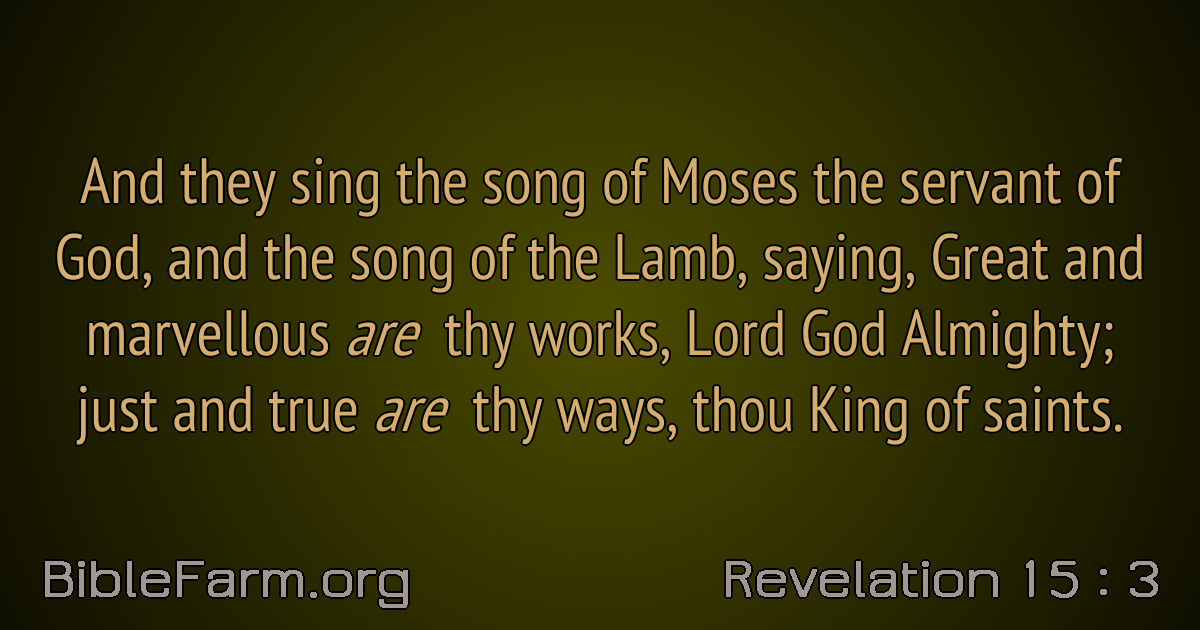 And they sing the song of Moses the servant of
God, and the song of the Lamb, saying, Great and
marvellous are thy works, Lord God Almighty;
just and true are thy ways, thou King of saints.
BibleFarm.org
Revelation 15 : 3